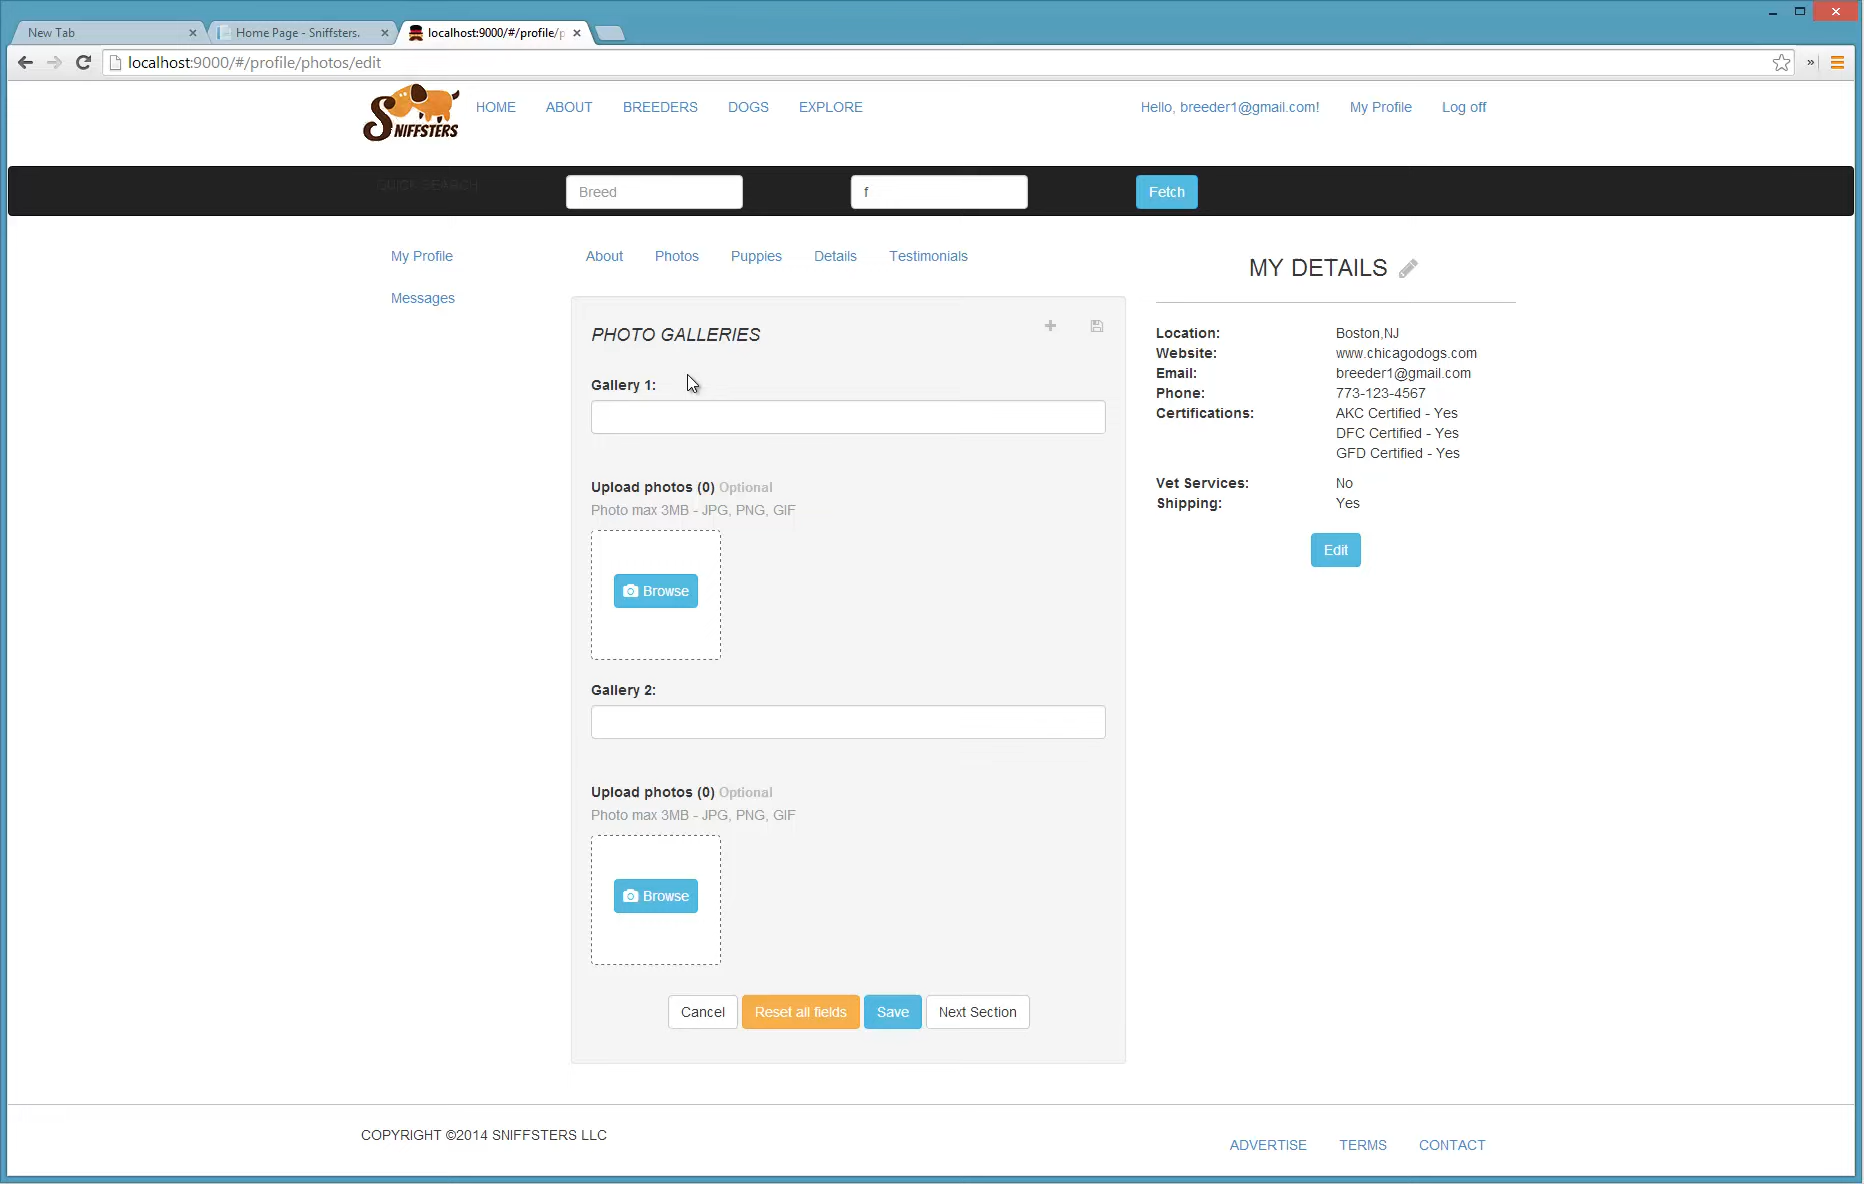 New Tab
Home Page - Sniffsters.
localhost:9000/#/profile/p
localhost:9000/#/profile/photos/edit
SNIFFSTERS
HOME ABOUT BREEDERS DOGS EXPLORE
Hello, breeder1@gmail.com! My Profile Log off
QUICK SEARCH
Breed
f
Fetch
My Profile
Messages
About Photos Puppies Details Testimonials
PHOTO GALLERIES
Gallery 1:
Upload photos (0) Optional
Photo max 3MB - JPG, PNG, GIF
Browse
Gallery 2:
Upload photos (0) Optional
Photo max 3MB - JPG, PNG, GIF
Browse
Cancel Reset all fields Save Next Section
MY DETAILS
Location: Boston,NJ
Website: www.chicagodogs.com
Email: breeder1@gmail.com
Phone: 773-123-4567
Certifications: AKC Certified - Yes
DFC Certified - Yes
GFD Certified - Yes
Vet Services: No
Shipping: Yes
Edit
COPYRIGHT ©2014 SNIFFSTERS LLC
ADVERTISE TERMS CONTACT